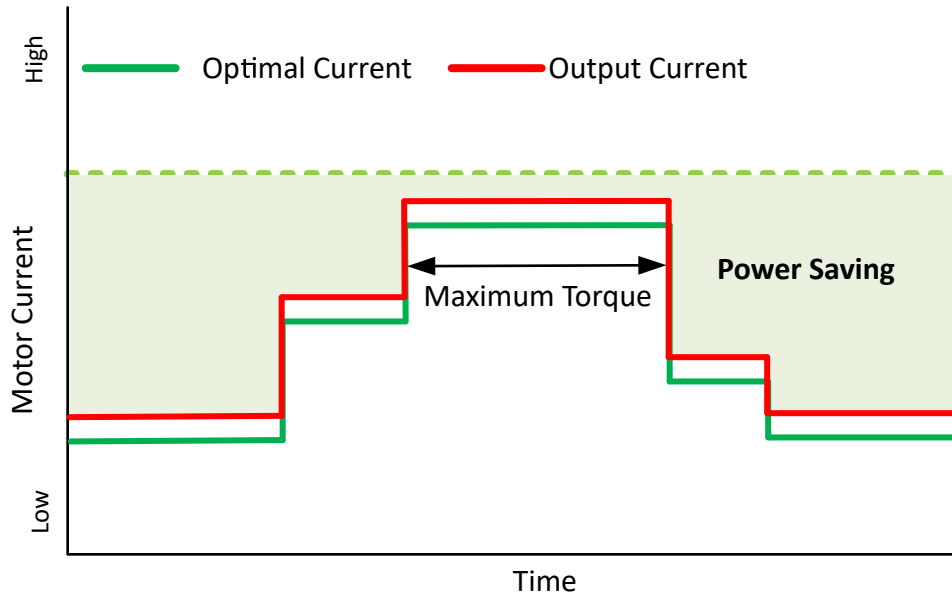 High
Optimal Current
Output Current
Power Saving
Maximum Torque
Motor Current
Low
Time